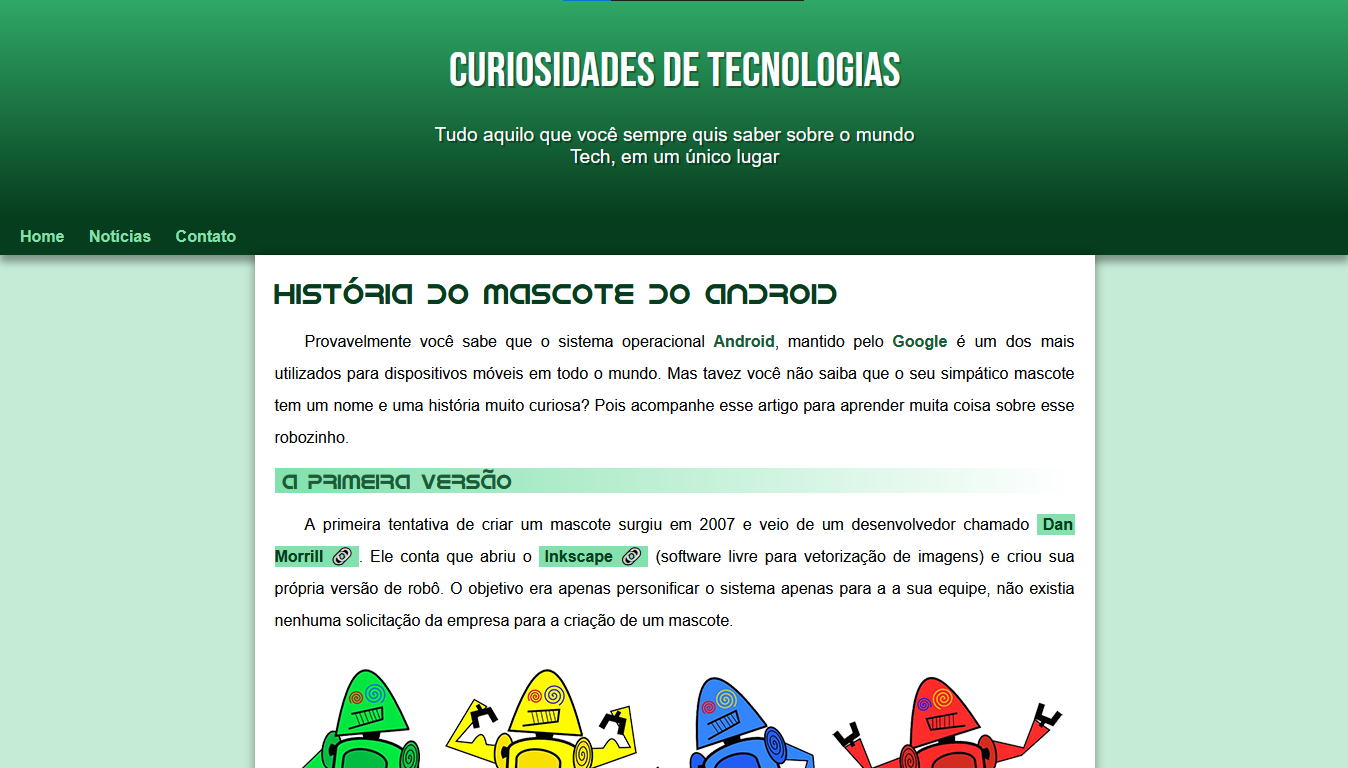 CURIOSIDADES DE TECNOLOGIAS
Tudo aquilo que você sempre quis saber sobre o mundo
Tech, em um único lugar
Home Notícias Contato
HISTÓRIA DO MASCOTE DO ANDROID
Provavelmente você sabe que o sistema operacional Android, mantido pelo Google é um dos mais
utilizados para dispositivos móveis em todo o mundo. Mas tavez você não saiba que o seu simpático mascote
tem um nome e uma história muito curiosa? Pois acompanhe esse artigo para aprender muita coisa sobre esse
robozinho.
A PRIMEIRA VERSÃO
A primeira tentativa de criar um mascote surgiu em 2007 e veio de um desenvolvedor chamado Dan
Morrill 🔗. Ele conta que abriu o Inkscape 🔗 (software livre para vetorização de imagens) e criou sua
própria versão de robô. O objetivo era apenas personificar o sistema apenas para a a sua equipe, não existia
nenhuma solicitação da empresa para a criação de um mascote.